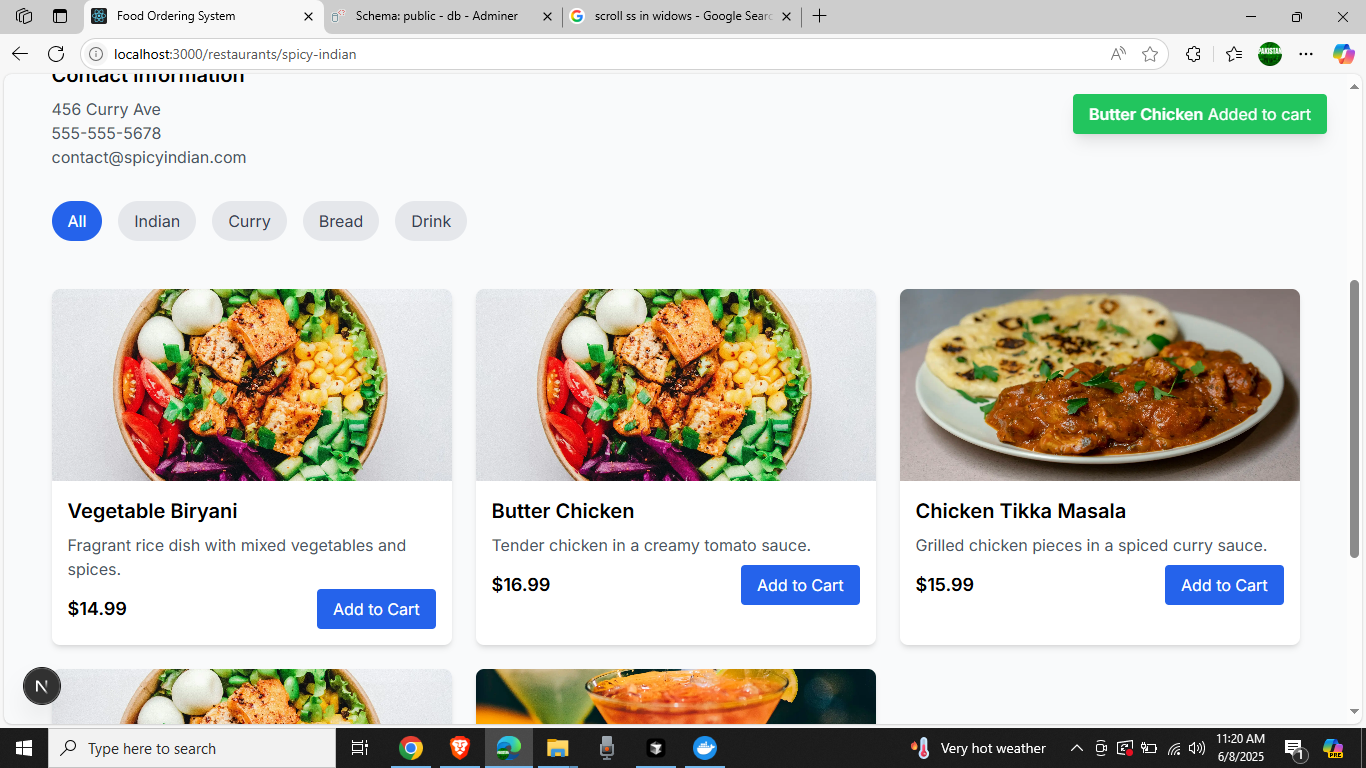 Food Ordering System
Schema: public - db - Adminer
scroll ss in widows - Google Searc
localhost:3000/restaurants/spicy-indian
Contact Information
456 Curry Ave
555-555-5678
contact@spicyindian.com
Butter Chicken Added to cart
All
Indian
Curry
Bread
Drink
Vegetable Biryani
Fragrant rice dish with mixed vegetables and
spices.
$14.99
Add to Cart
Butter Chicken
Tender chicken in a creamy tomato sauce.
$16.99
Add to Cart
Chicken Tikka Masala
Grilled chicken pieces in a spiced curry sauce.
$15.99
Add to Cart
N
Type here to search
Very hot weather
11:20 AM
6/8/2025
1
PRE